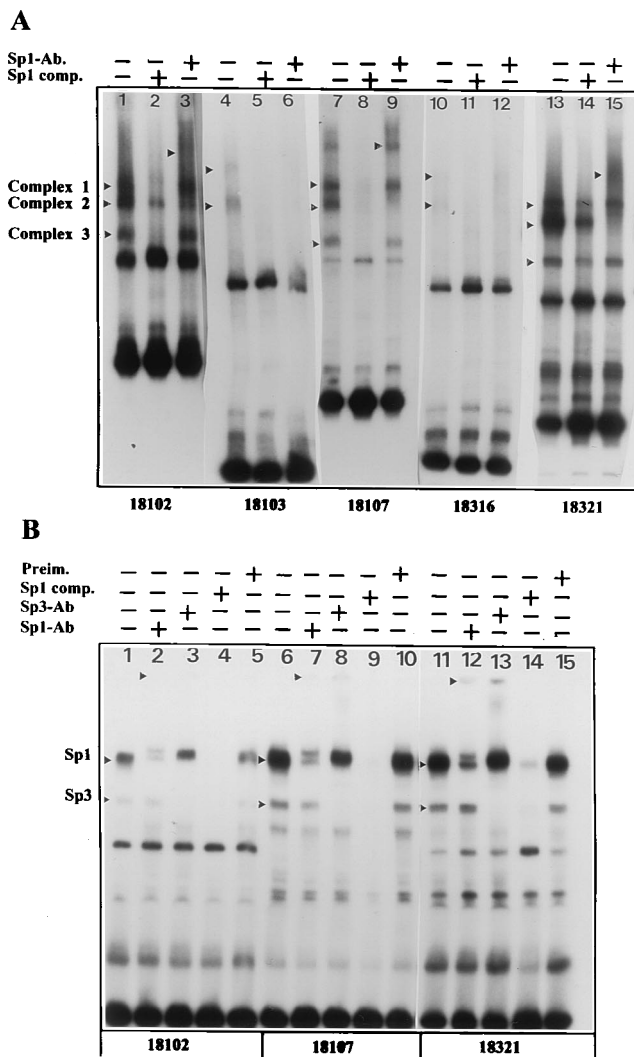 A
Sp1-Ab. – – + – – + – – + – – + – – +
Sp1 comp. – + – – + – – + – – + – – + –
1 2 3 4 5 6 7 8 9 10 11 12 13 14 15
Complex 1
Complex 2
Complex 3
18102 18103 18107 18316 18321
B
Preim. – – – – + – – – – + – – – – +
Sp1 comp. – – – + – – – – + – – – – + –
Sp3-Ab – – + – – – – + – – – – + – –
Sp1-Ab – + – – – – + – – – – + – – –
1 2 3 4 5 6 7 8 9 10 11 12 13 14 15
Sp1
Sp3
18102 18107 18321